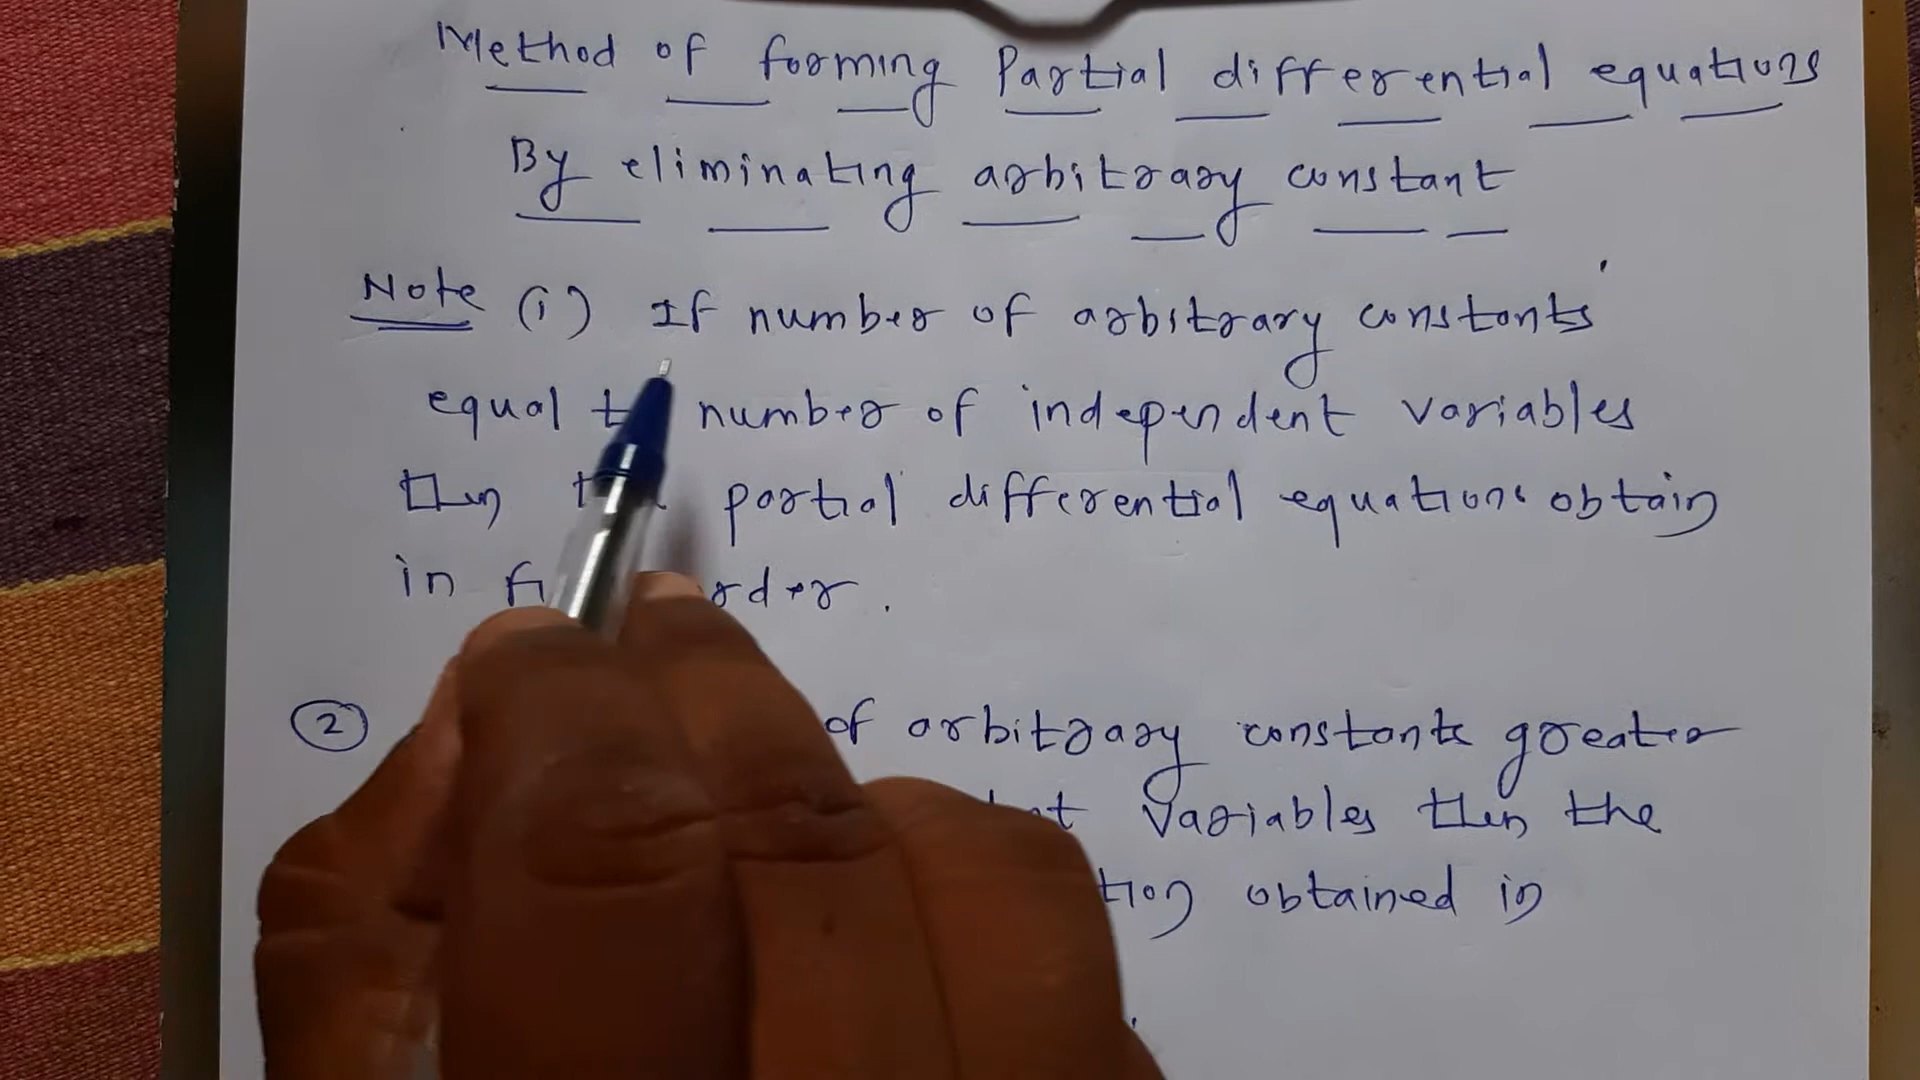 Method of forming Partial differential equations
By eliminating arbitrary constant
Note (i) If number of arbitrary constants
equal number of independent variables
then partial differential equations obtain
in order.
2 of arbitrary constants greater
variables then the
obtained in